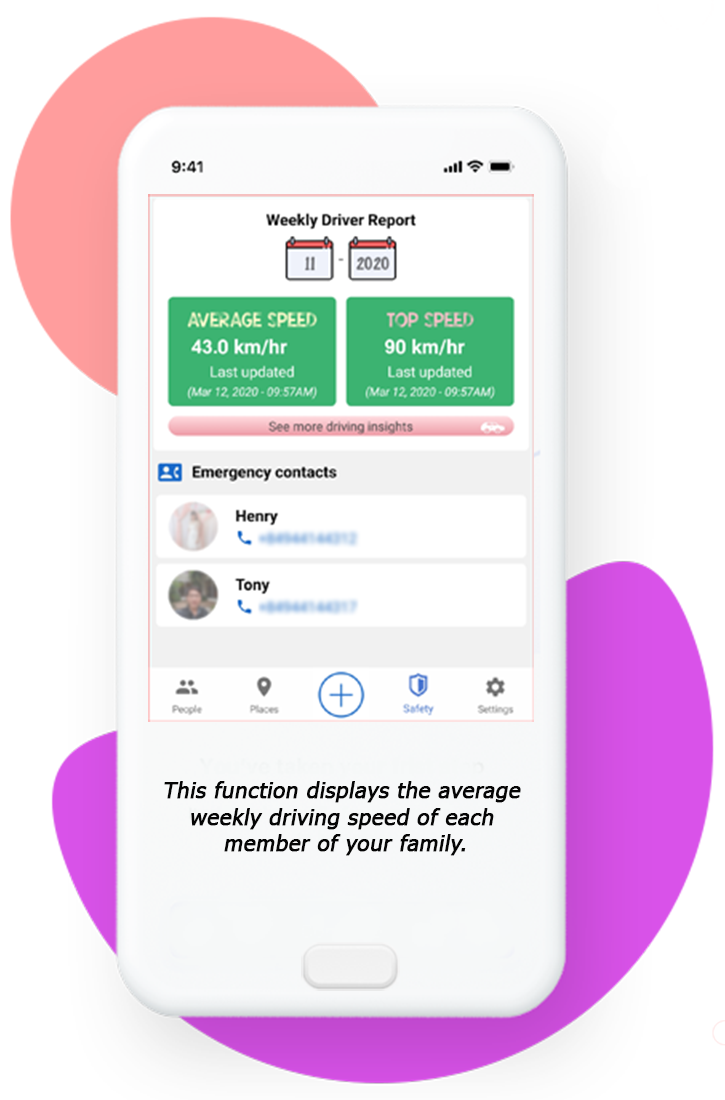 9:41
Weekly Driver Report
11 - 2020
AVERAGE SPEED
43.0 km/hr
Last updated
(Mar 12, 2020 - 09:57AM)
TOP SPEED
90 km/hr
Last updated
(Mar 12, 2020 - 09:57AM)
See more driving insights
Emergency contacts
Henry
Tony
People
Places
Safety
Settings
This function displays the average
weekly driving speed of each
member of your family.